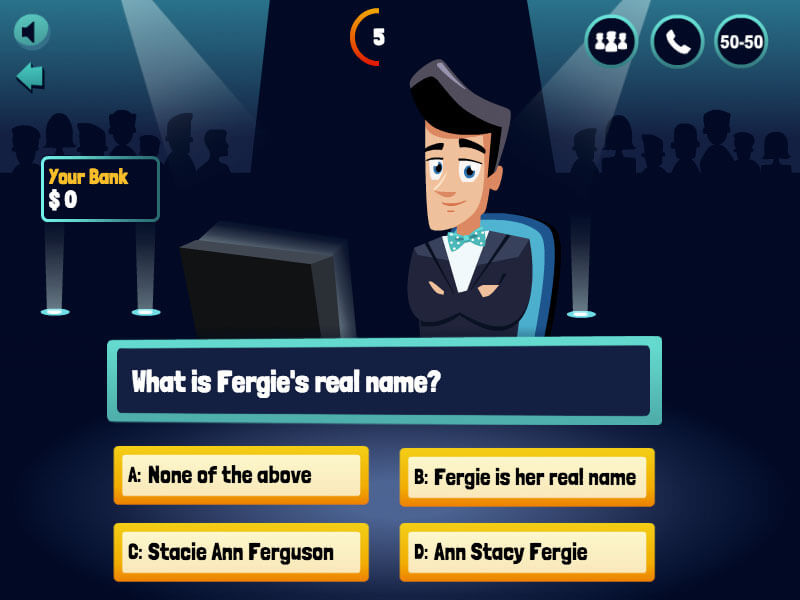 5
50-50
Your Bank
$ 0
What is Fergie's real name?
A: None of the above
B: Fergie is her real name
C: Stacie Ann Ferguson
D: Ann Stacy Fergie